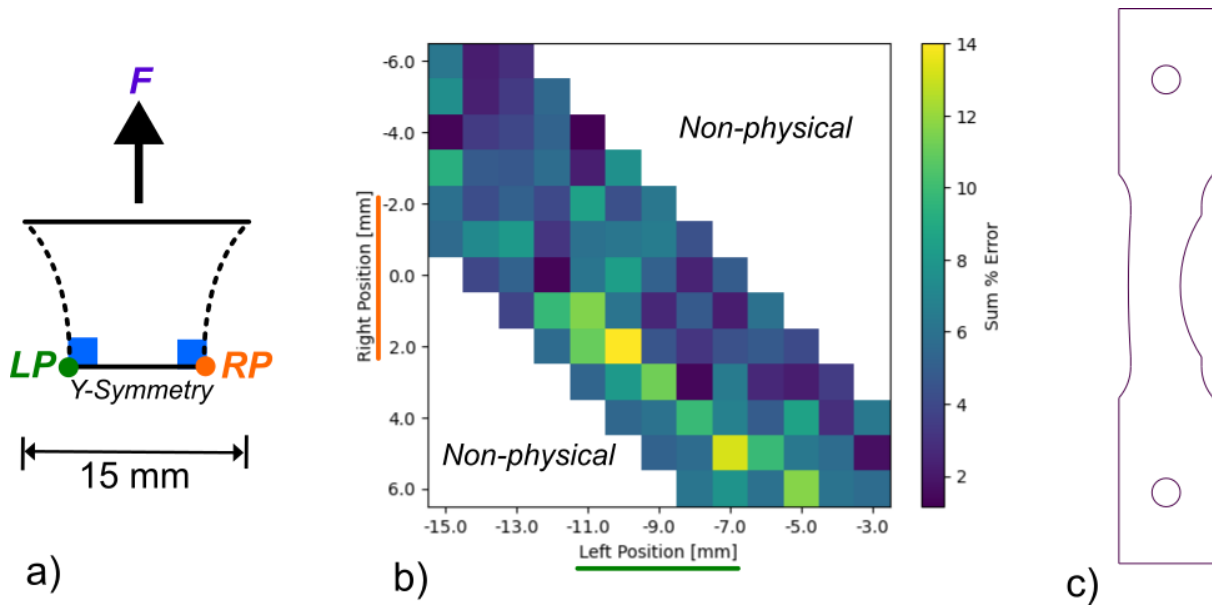 F
LP
RP
Y-Symmetry
15 mm
a)
Non-physical
Non-physical
Right Position [mm]
-6.0
-4.0
-2.0
0.0
2.0
4.0
6.0
-15.0 -13.0 -11.0 -9.0 -7.0 -5.0 -3.0
Left Position [mm]
b)
14
12
10
8
6
4
2
Sum % Error
c)